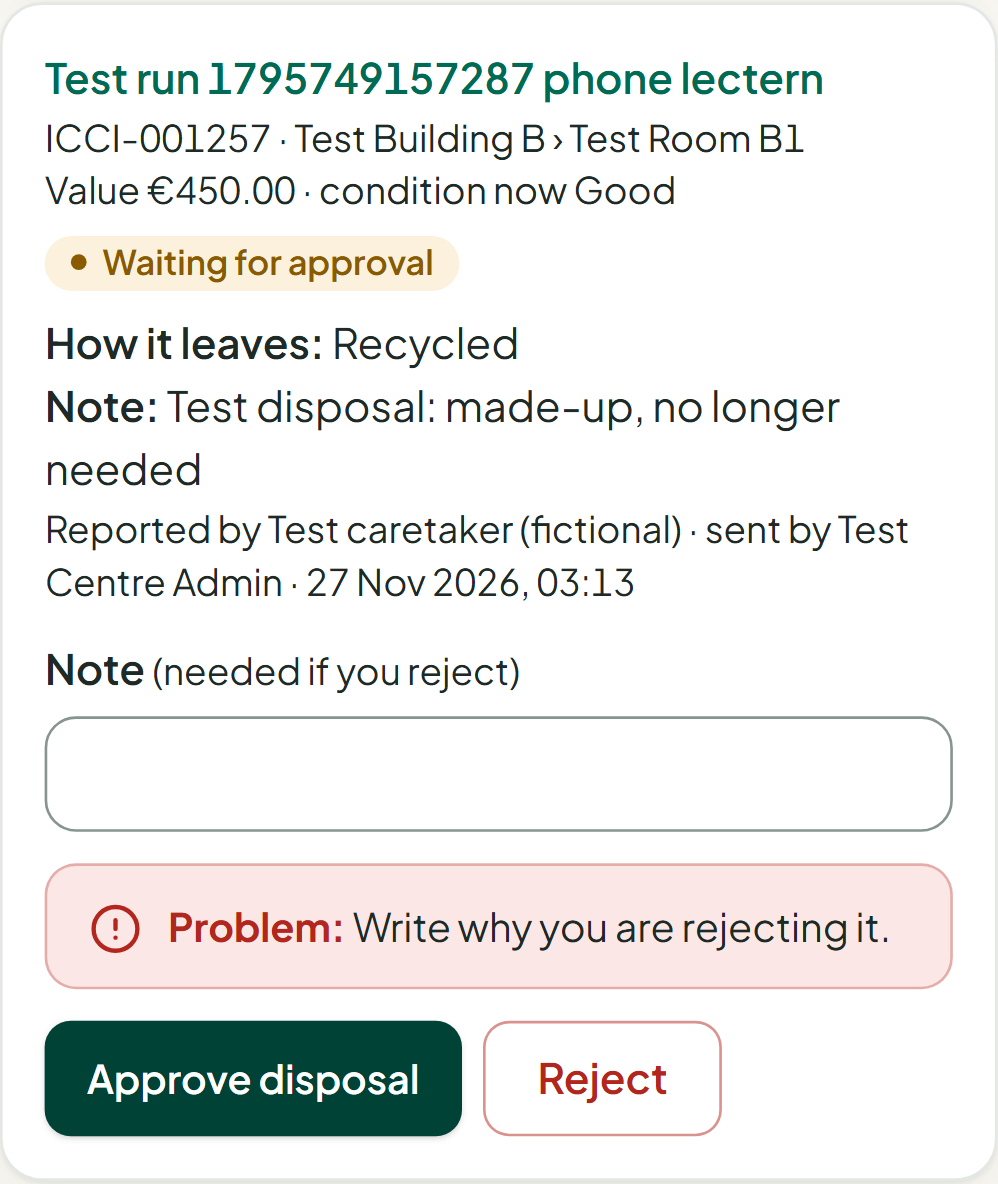 Test run 1795749157287 phone lectern
ICCI-001257 · Test Building B › Test Room B1
Value €450.00 · condition now Good
Waiting for approval
How it leaves: Recycled
Note: Test disposal: made-up, no longer
needed
Reported by Test caretaker (fictional) · sent by Test
Centre Admin · 27 Nov 2026, 03:13
Note (needed if you reject)
Problem: Write why you are rejecting it.
Approve disposal
Reject